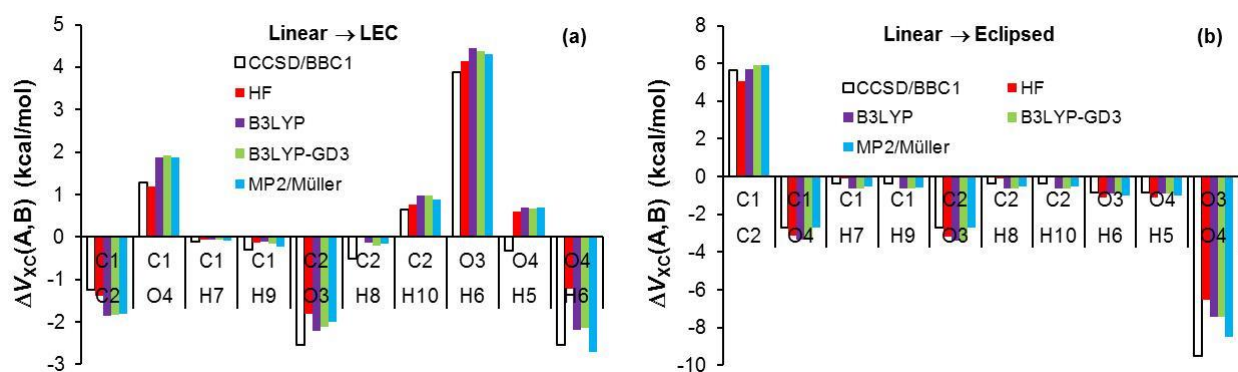 Linear → LEC
(a)
CCSD/BBC1
HF
B3LYP
B3LYP-GD3
MP2/Müller
ΔVXC(A,B) (kcal/mol)
5
4
3
2
1
0
-1
-2
-3
C1 C1 C1 C1 C2 C2 C2 O3 O4 O4
C2 O4 H7 H9 O3 H8 H10 H6 H5 H6
Linear → Eclipsed
(b)
CCSD/BBC1 HF
B3LYP B3LYP-GD3
MP2/Müller
ΔVXC(A,B) (kcal/mol)
8
6
4
2
0
-2
-4
-6
-8
-10
C1 C1 C1 C1 C2 C2 C2 O3 O4 O3
C2 O4 H7 H9 O3 H8 H10 H6 H5 O4